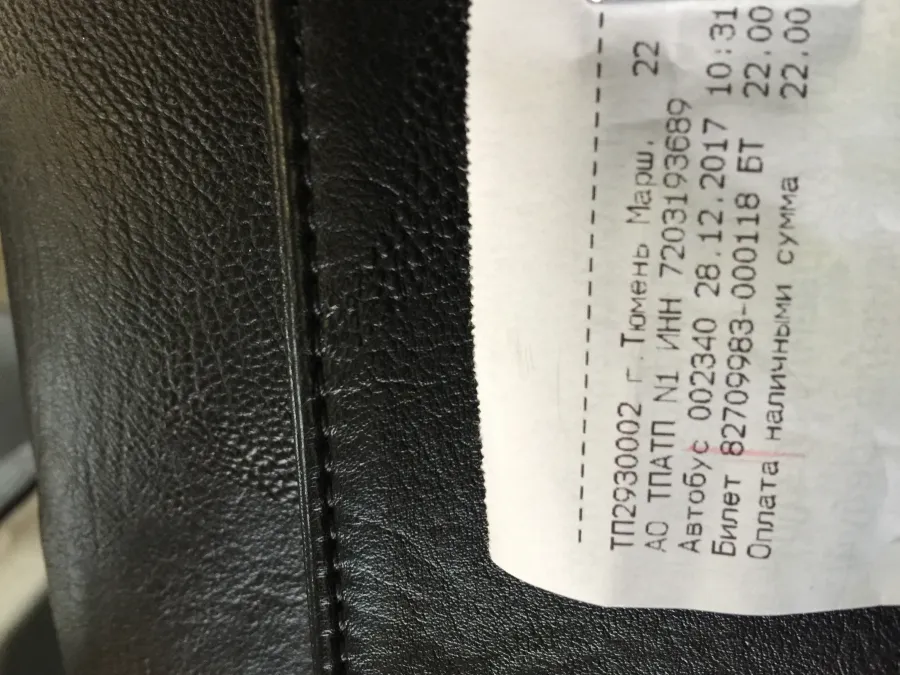 ТП2930002 г.Тюмень Марш. 22
АО ТПАТП N1 ИНН 7203193689
Автобус 002340 28.12.2017 10:31
Билет 82709983-000118 БТ 22.00
Оплата наличными сумма 22.00